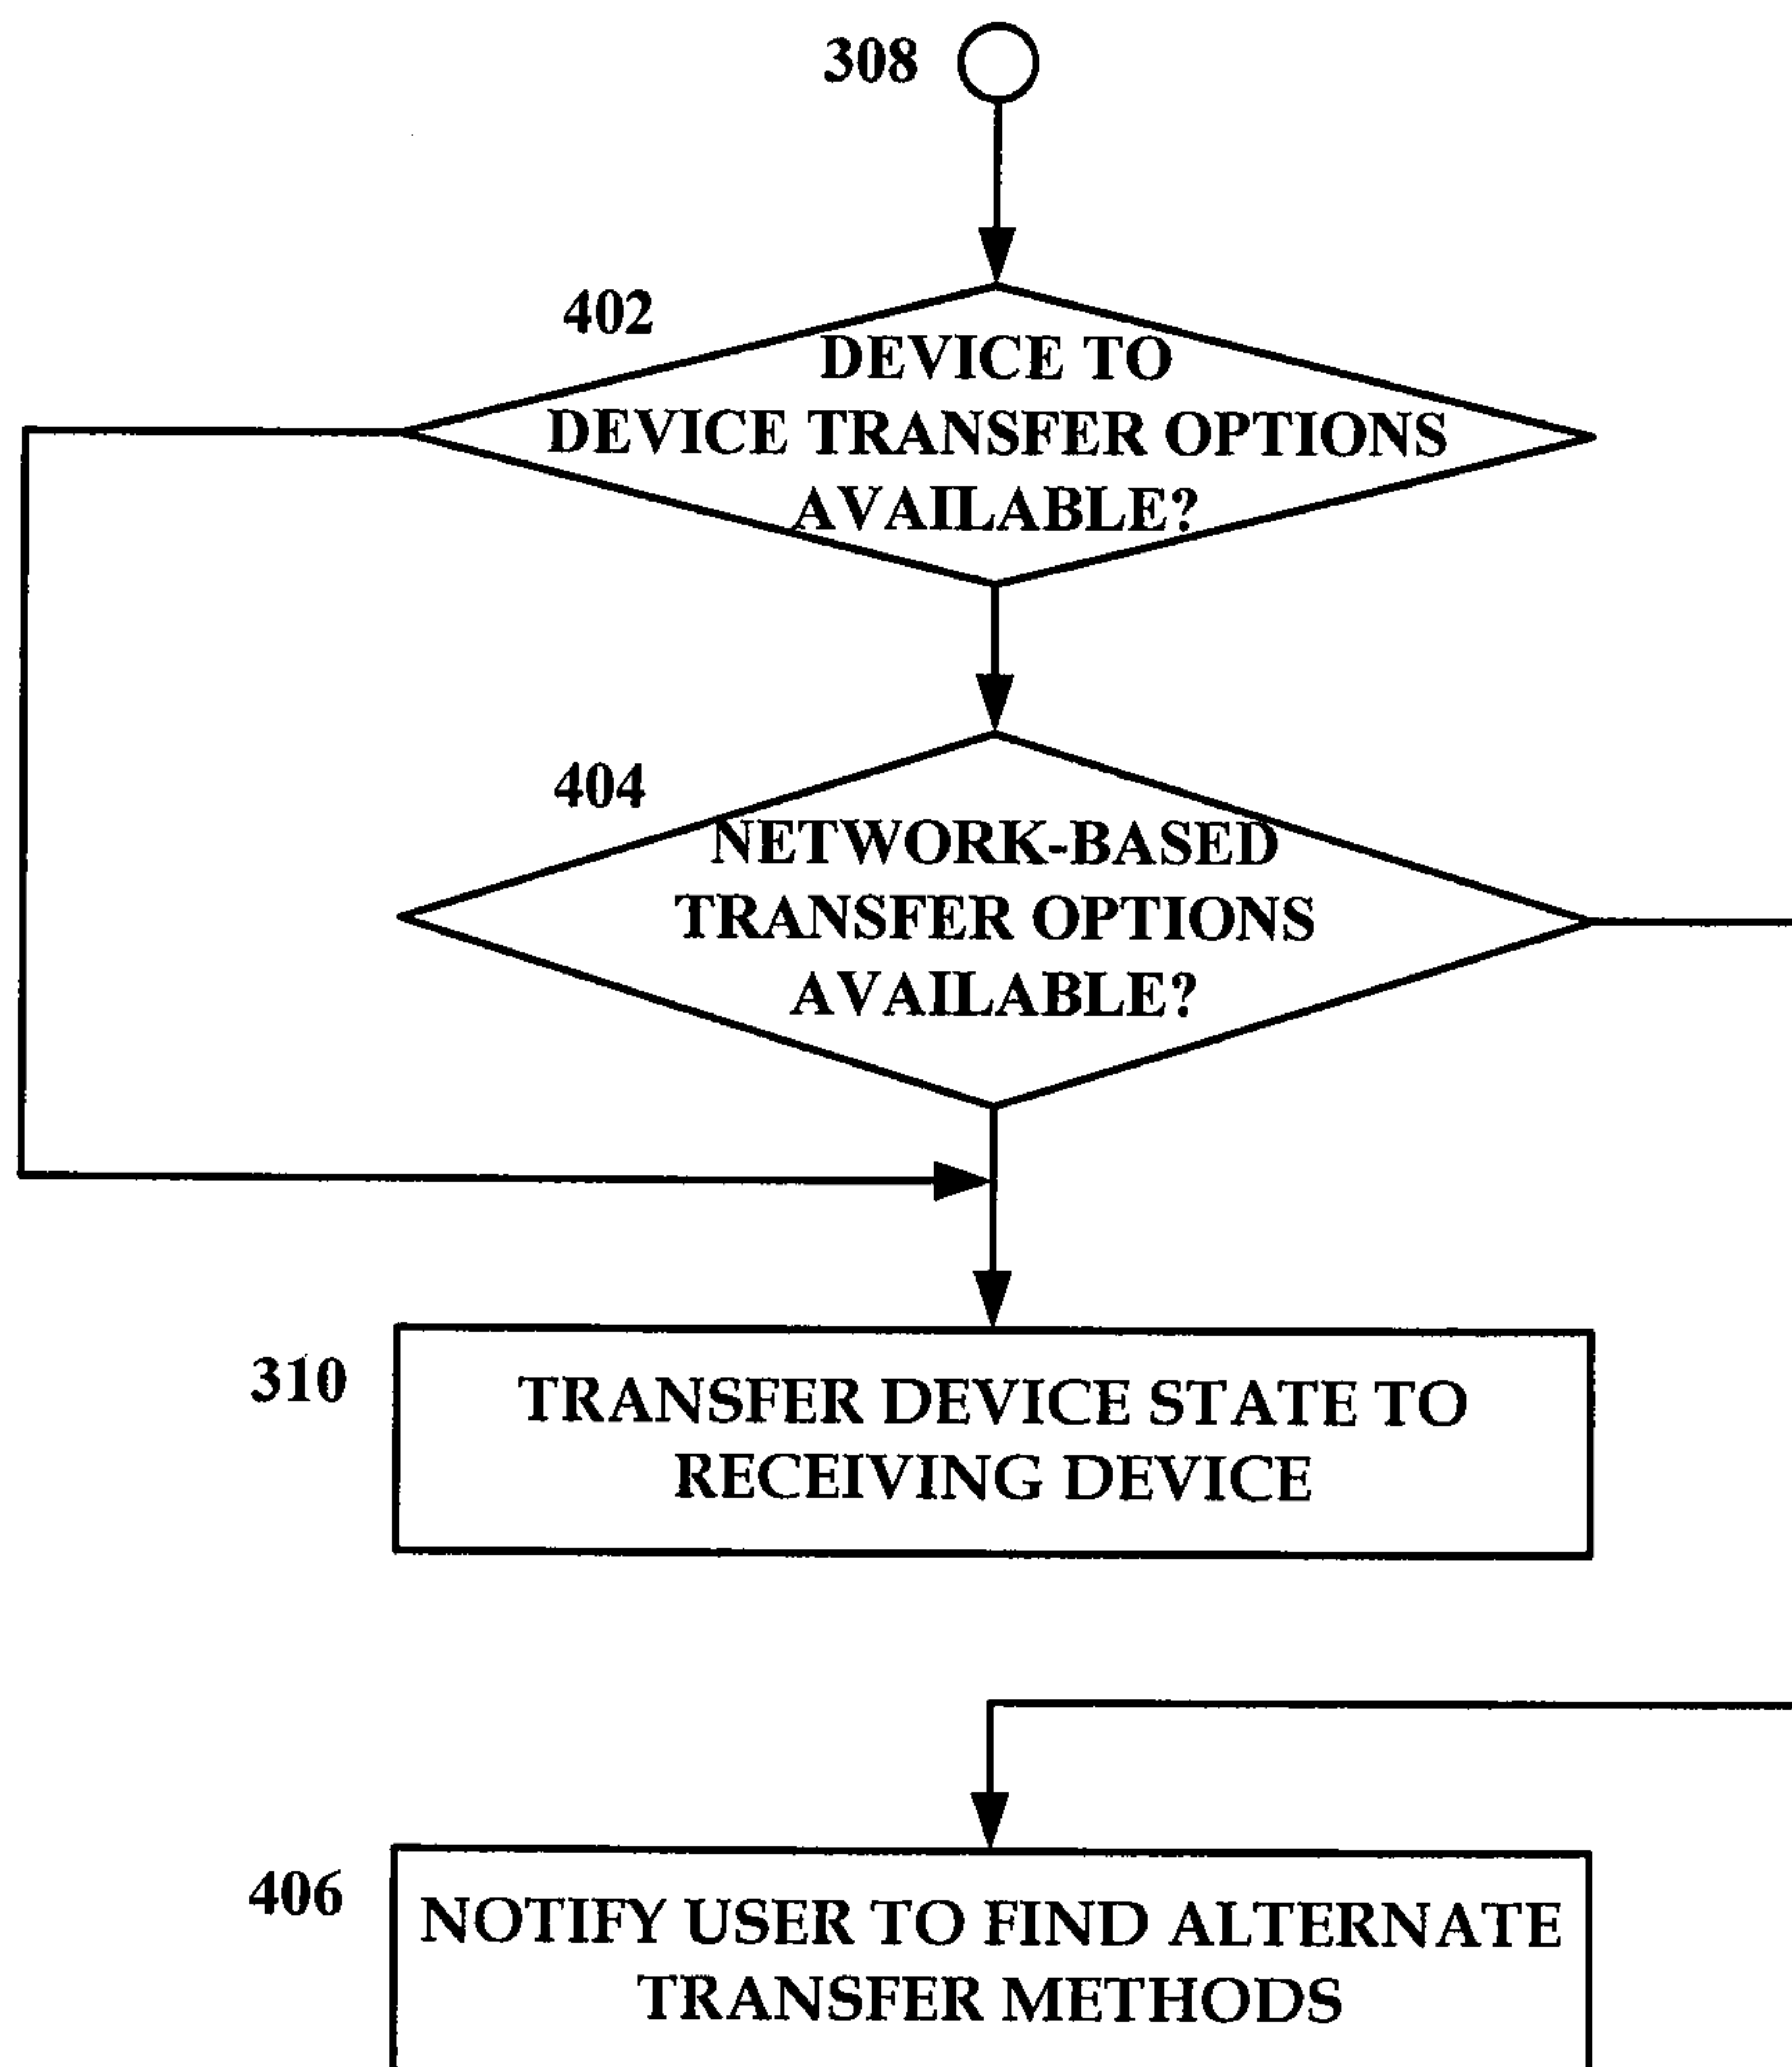 308
402
DEVICE TO
DEVICE TRANSFER OPTIONS
AVAILABLE?
404
NETWORK-BASED
TRANSFER OPTIONS
AVAILABLE?
310
TRANSFER DEVICE STATE TO
RECEIVING DEVICE
406
NOTIFY USER TO FIND ALTERNATE
TRANSFER METHODS